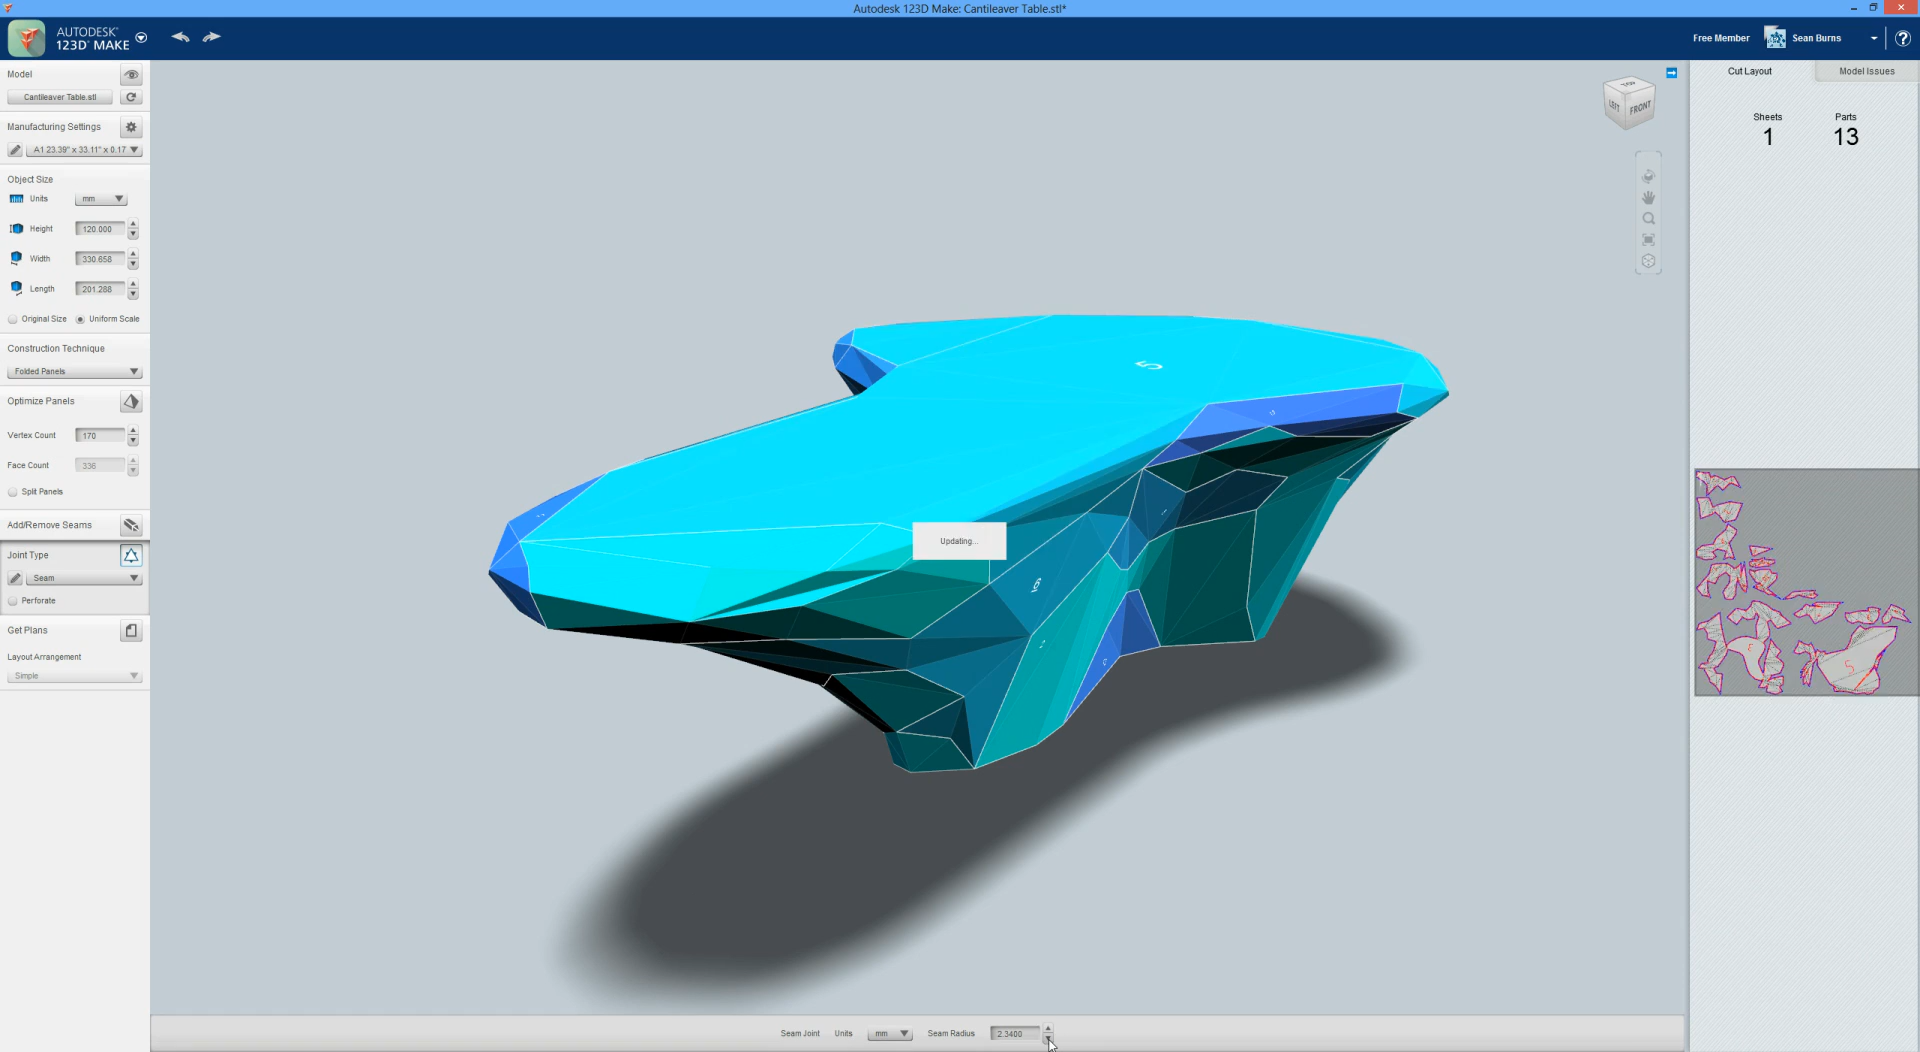 Autodesk 123D Make: Cantileaver Table.stl*
AUTODESK®
123D® MAKE
Free Member
Sean Burns
?
Model
Cantileaver Table.stl
Manufacturing Settings
A1 23.39" x 33.11" x 0.17
Object Size
Units mm
Height 120.000
Width 330.658
Length 201.288
Original Size Uniform Scale
Construction Technique
Folded Panels
Optimize Panels
Vertex Count 170
Face Count 336
Split Panels
Add/Remove Seams
Joint Type
Seam
Perforate
Get Plans
Layout Arrangement
Simple
TOP
LEFT FRONT
5
Updating...
Cut Layout Model Issues
Sheets Parts
1 13
5
Seam Joint Units mm Seam Radius 2.3400